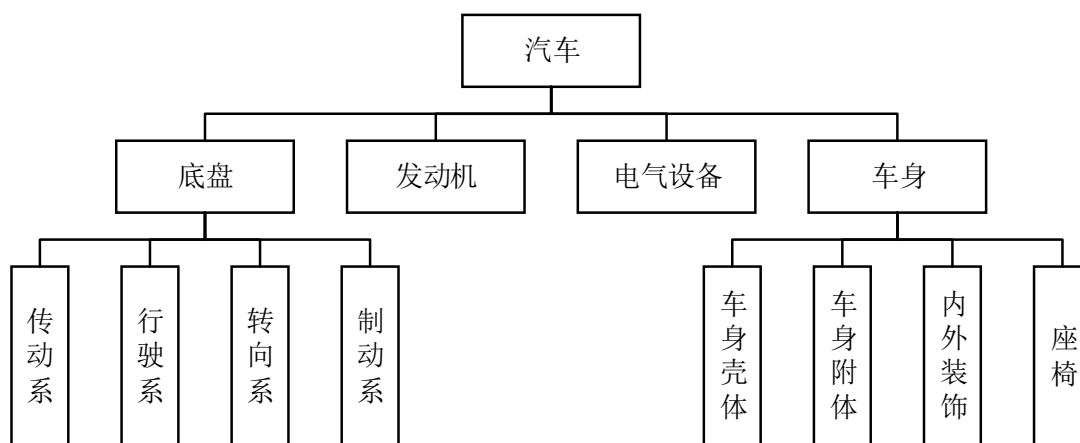 汽车
底盘
发动机
电气设备
车身
传动系
行驶系
转向系
制动系
车身壳体
车身附体
内外装饰
座椅